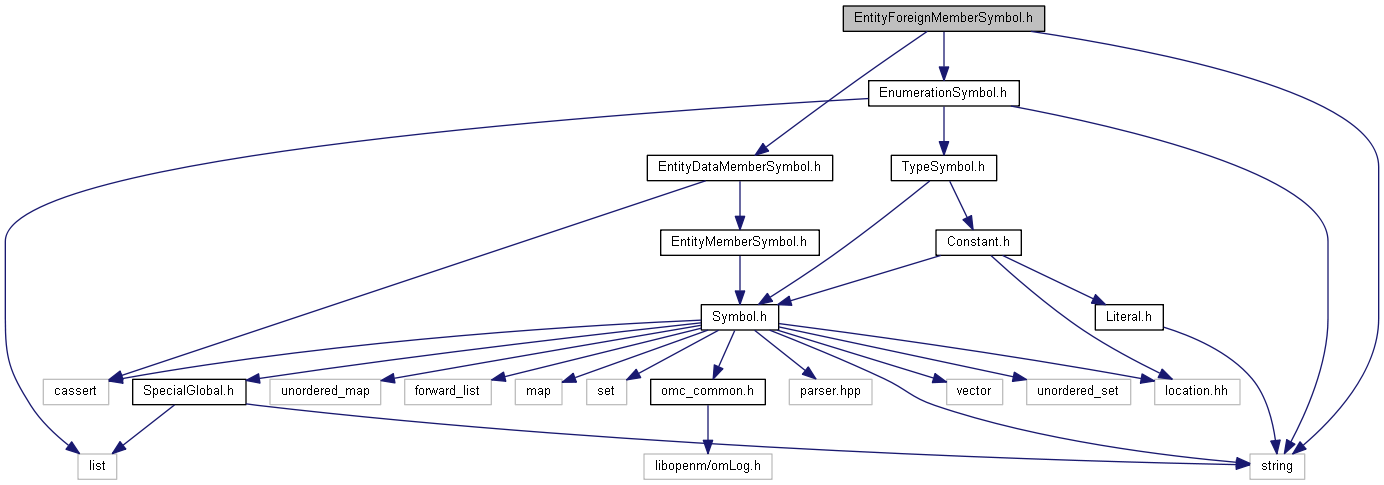 EntityForeignMemberSymbol.h
EnumerationSymbol.h
EntityDataMemberSymbol.h
TypeSymbol.h
EntityMemberSymbol.h
Constant.h
Symbol.h
Literal.h
cassert
SpecialGlobal.h
unordered_map
forward_list
map
set
omc_common.h
parser.hpp
vector
unordered_set
location.hh
list
libopenm/omLog.h
string